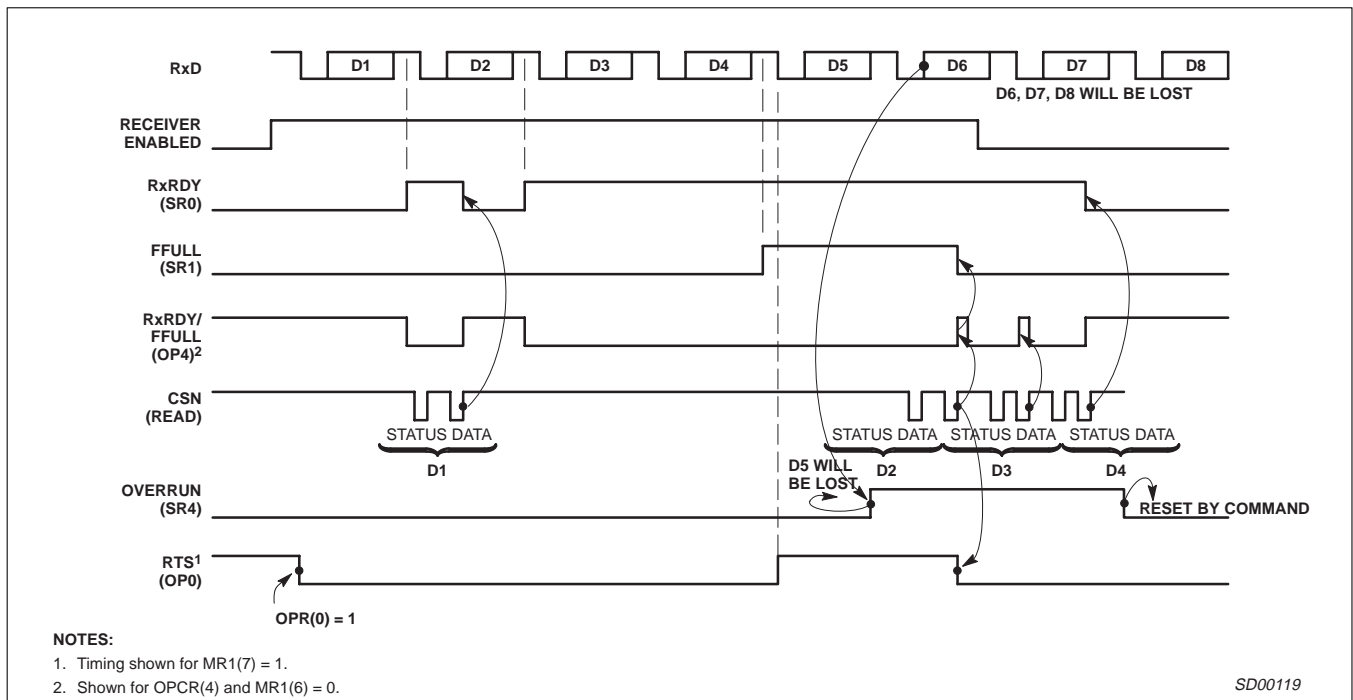 RxD
D1 D2 D3 D4 D5 D6 D7 D8
D6, D7, D8 WILL BE LOST
RECEIVER
ENABLED
RxRDY
(SR0)
FFULL
(SR1)
RxRDY/
FFULL
(OP4)2
CSN
(READ)
STATUS DATA STATUS DATA STATUS DATA STATUS DATA
D1 D2 D3 D4
D5 WILL
BE LOST
OVERRUN
(SR4)
RESET BY COMMAND
RTS1
(OP0)
OPR(0) = 1
NOTES:
1. Timing shown for MR1(7) = 1.
2. Shown for OPCR(4) and MR1(6) = 0.
SD00119